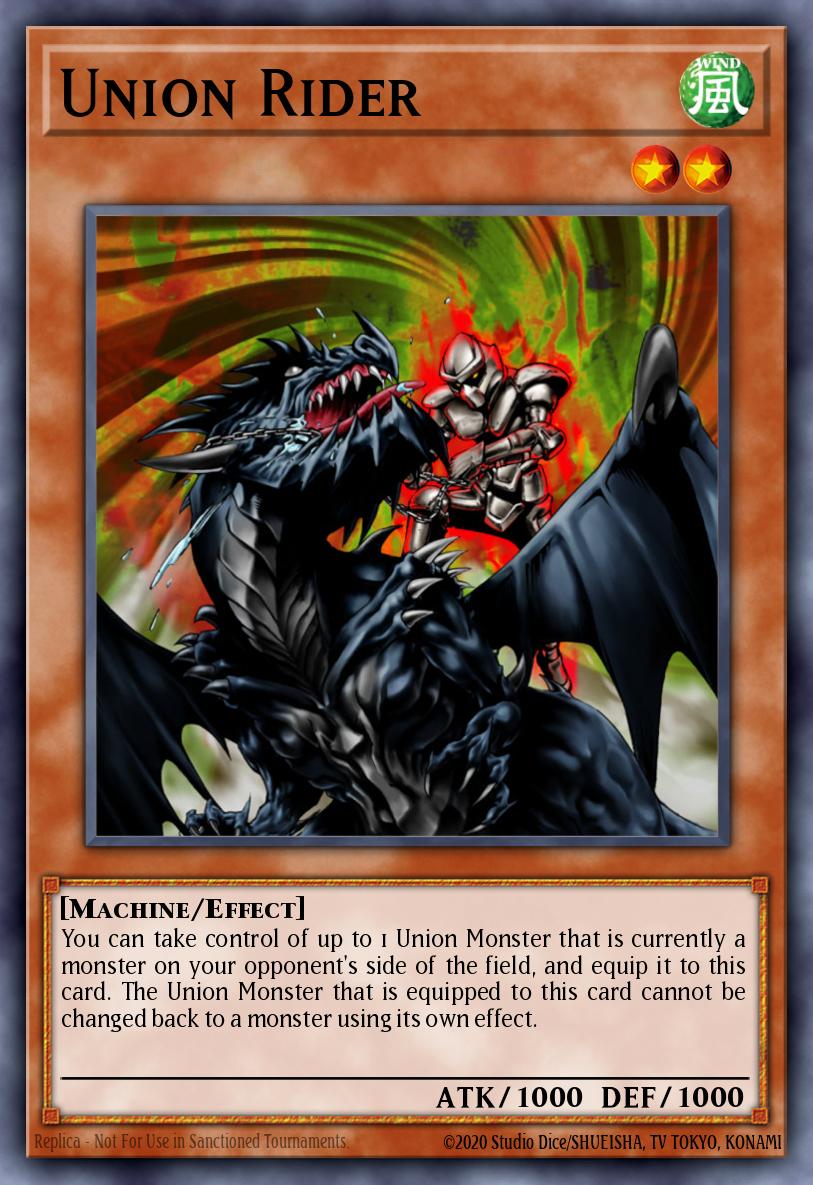 Union Rider
WIND
風
[Machine/Effect]
You can take control of up to 1 Union Monster that is currently a
monster on your opponent's side of the field, and equip it to this
card. The Union Monster that is equipped to this card cannot be
changed back to a monster using its own effect.
ATK/1000 DEF/1000
Replica - Not For Use in Sanctioned Tournaments.
©2020 Studio Dice/SHUEISHA, TV TOKYO, KONAMI